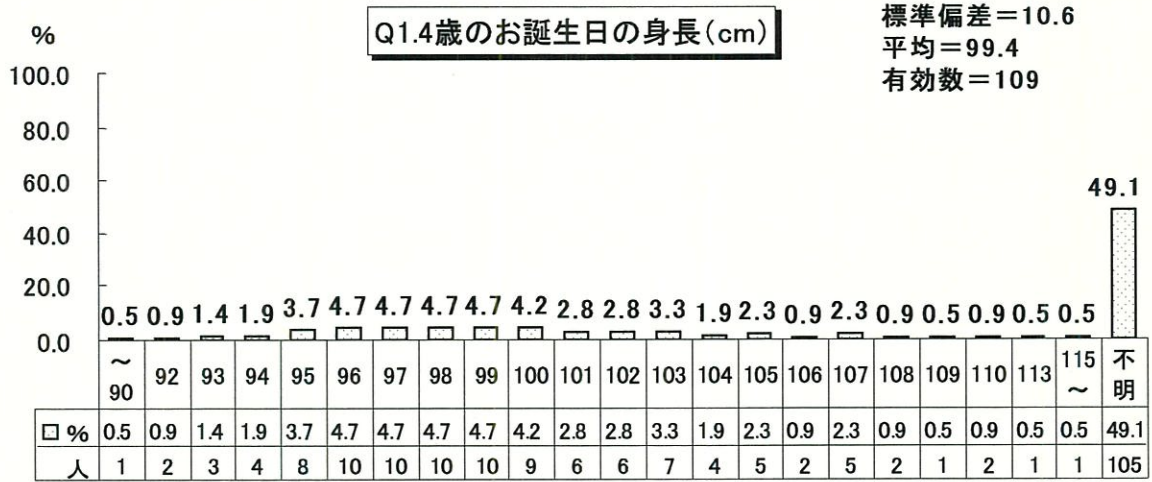 Q1.4歳のお誕生日の身長(cm)
標準偏差=10.6
平均=99.4
有効数=109
%
100.0
80.0
60.0
40.0
20.0
0.0
0.5 0.9 1.4 1.9 3.7 4.7 4.7 4.7 4.7 4.2 2.8 2.8 3.3 1.9 2.3 0.9 2.3 0.9 0.5 0.9 0.5 0.5 49.1
~90 92 93 94 95 96 97 98 99 100 101 102 103 104 105 106 107 108 109 110 113 115~ 不明
% 0.5 0.9 1.4 1.9 3.7 4.7 4.7 4.7 4.7 4.2 2.8 2.8 3.3 1.9 2.3 0.9 2.3 0.9 0.5 0.9 0.5 0.5 49.1
人 1 2 3 4 8 10 10 10 10 9 6 6 7 4 5 2 5 2 1 2 1 1 105